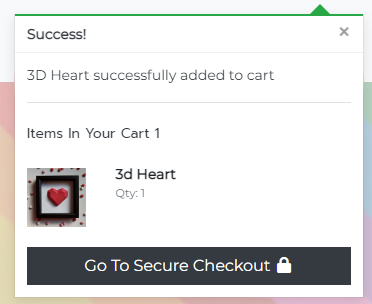 Success!
×
3D Heart successfully added to cart
Items In Your Cart 1
3d Heart
Qty: 1
Go To Secure Checkout